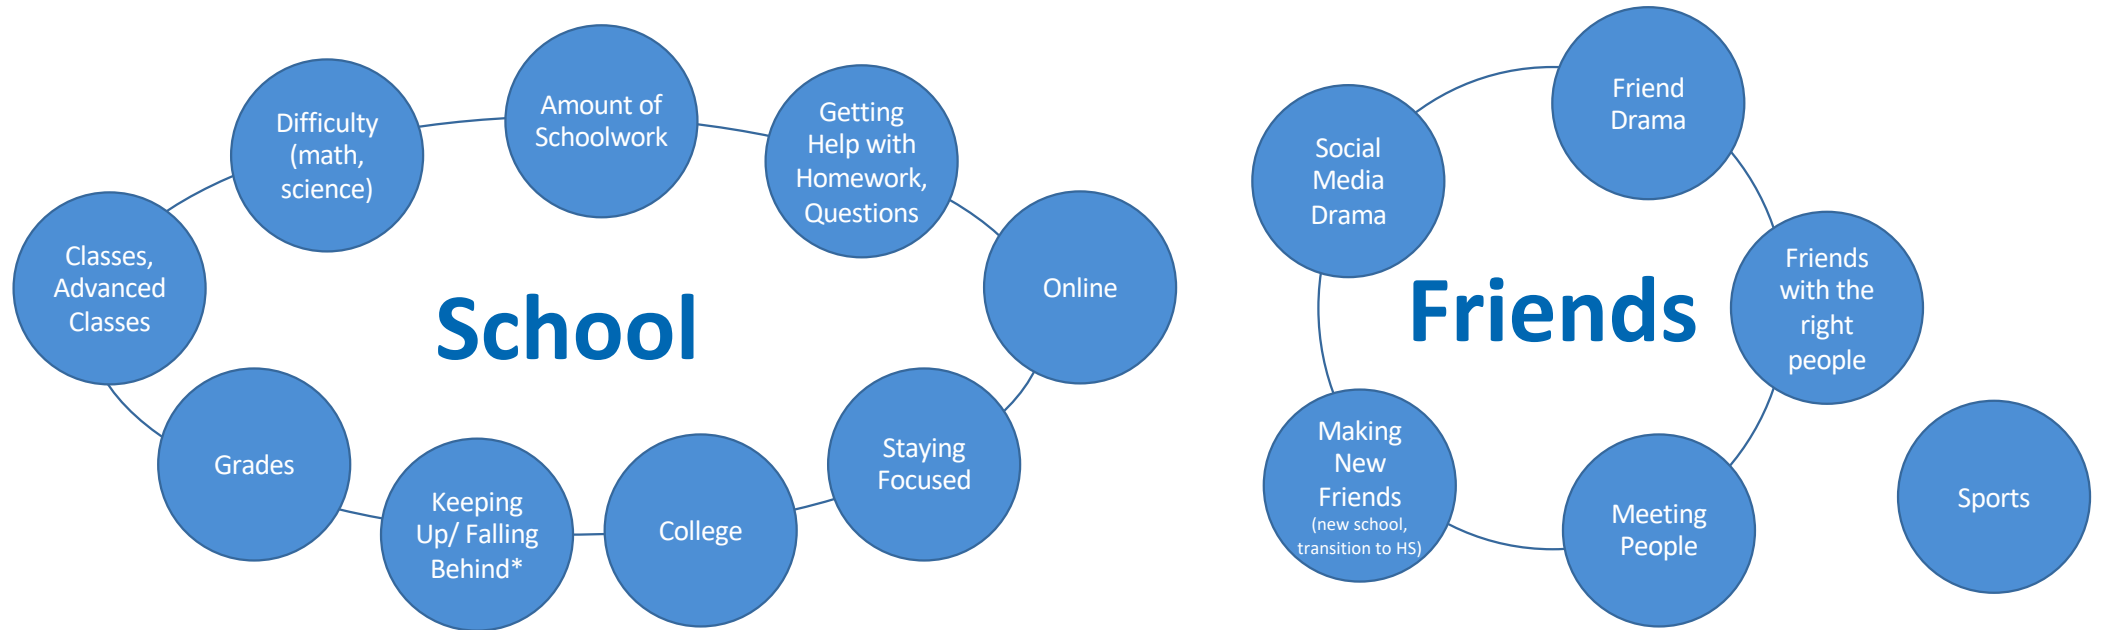 Difficulty
(math,
science)
Amount of
Schoolwork
Getting
Help with
Homework,
Questions
Classes,
Advanced
Classes
School
Online
Grades
Keeping
Up/ Falling
Behind*
College
Staying
Focused
Friend
Drama
Social
Media
Drama
Friends
Friends
with the
right
people
Making
New
Friends
(new school,
transition to HS)
Meeting
People
Sports